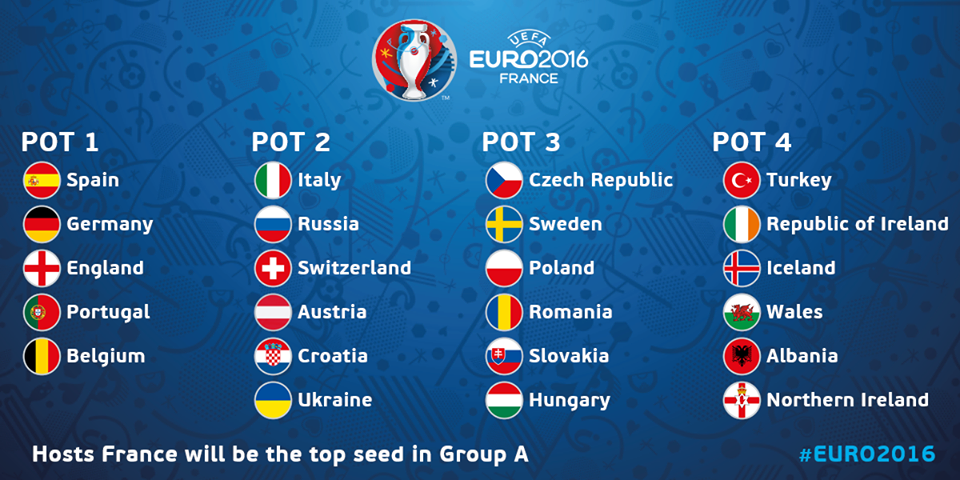 UEFA
EURO2016
FRANCE
TM
POT 1
Spain
Germany
England
Portugal
Belgium
POT 2
Italy
Russia
Switzerland
Austria
Croatia
Ukraine
POT 3
Czech Republic
Sweden
Poland
Romania
Slovakia
Hungary
POT 4
Turkey
Republic of Ireland
Iceland
Wales
Albania
Northern Ireland
Hosts France will be the top seed in Group A
#EURO2016